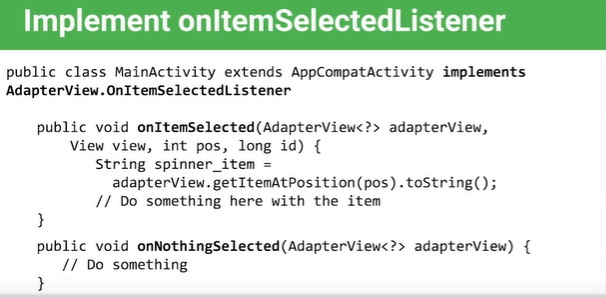 Implement onItemSelectedListener
public class MainActivity extends AppCompatActivity implements
AdapterView.OnItemSelectedListener
public void onItemSelected(AdapterView<?> adapterView,
View view, int pos, long id) {
String spinner_item =
adapterView.getItemAtPosition(pos).toString();
// Do something here with the item
}
public void onNothingSelected(AdapterView<?> adapterView) {
// Do something
}